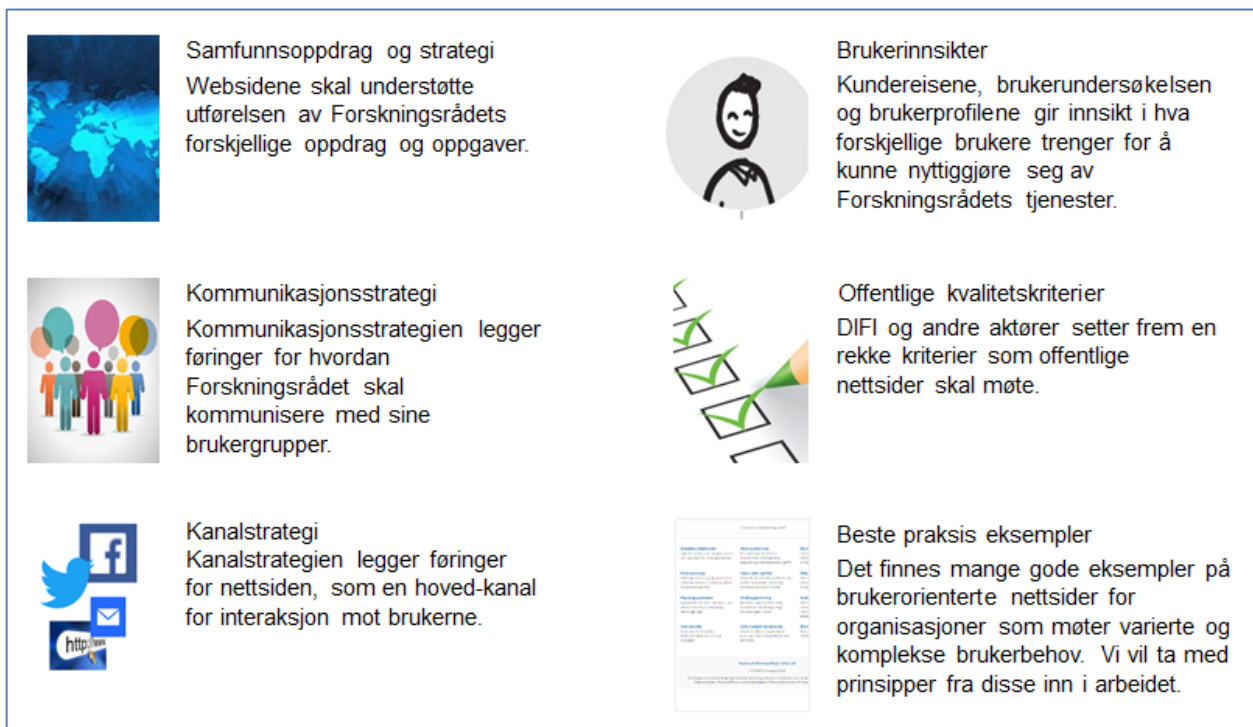 Samfunnsoppdrag og strategi
Websidene skal understøtte
utførelsen av Forskningsrådets
forskjellige oppdrag og oppgaver.
Brukerinnsikter
Kundereisene, brukerundersøkelsen
og brukerprofilene gir innsikt i hva
forskjellige brukere trenger for å
kunne nyttiggjøre seg av
Forskningsrådets tjenester.
Kommunikasjonsstrategi
Kommunikasjonsstrategien legger
føringer for hvordan
Forskningsrådet skal
kommunisere med sine
brukergrupper.
Offentlige kvalitetskriterier
DIFI og andre aktører setter frem en
rekke kriterier som offentlige
nettsider skal møte.
Kanalstrategi
Kanalstrategien legger føringer
for nettsiden, som en hoved-kanal
for interaksjon mot brukerne.
http
Beste praksis eksempler
Det finnes mange gode eksempler på
brukerorienterte nettsider for
organisasjoner som møter varierte og
komplekse brukerbehov. Vi vil ta med
prinsipper fra disse inn i arbeidet.